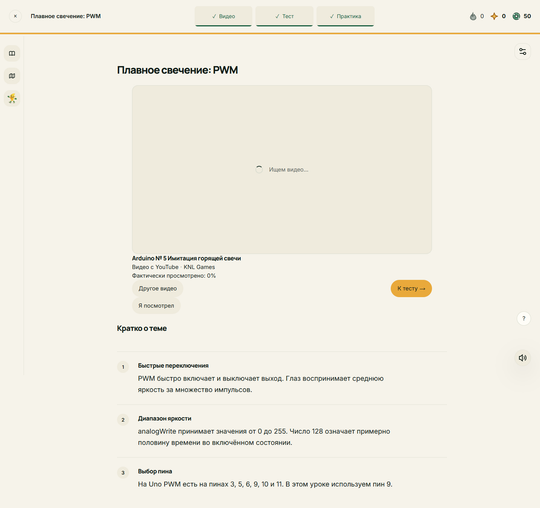 ×
Плавное свечение: PWM
✓ Видео
✓ Тест
✓ Практика
0
0
50
Плавное свечение: PWM
Ищем видео...
Arduino № 5 Имитация горящей свечи
Видео с YouTube · KNL Games
Фактически просмотрено: 0%
Другое видео
К тесту →
Я посмотрел
?
Кратко о теме
1
Быстрые переключения
PWM быстро включает и выключает выход. Глаз воспринимает среднюю
яркость за множество импульсов.
2
Диапазон яркости
analogWrite принимает значения от 0 до 255. Число 128 означает примерно
половину времени во включённом состоянии.
3
Выбор пина
На Uno PWM есть на пинах 3, 5, 6, 9, 10 и 11. В этом уроке используем пин 9.